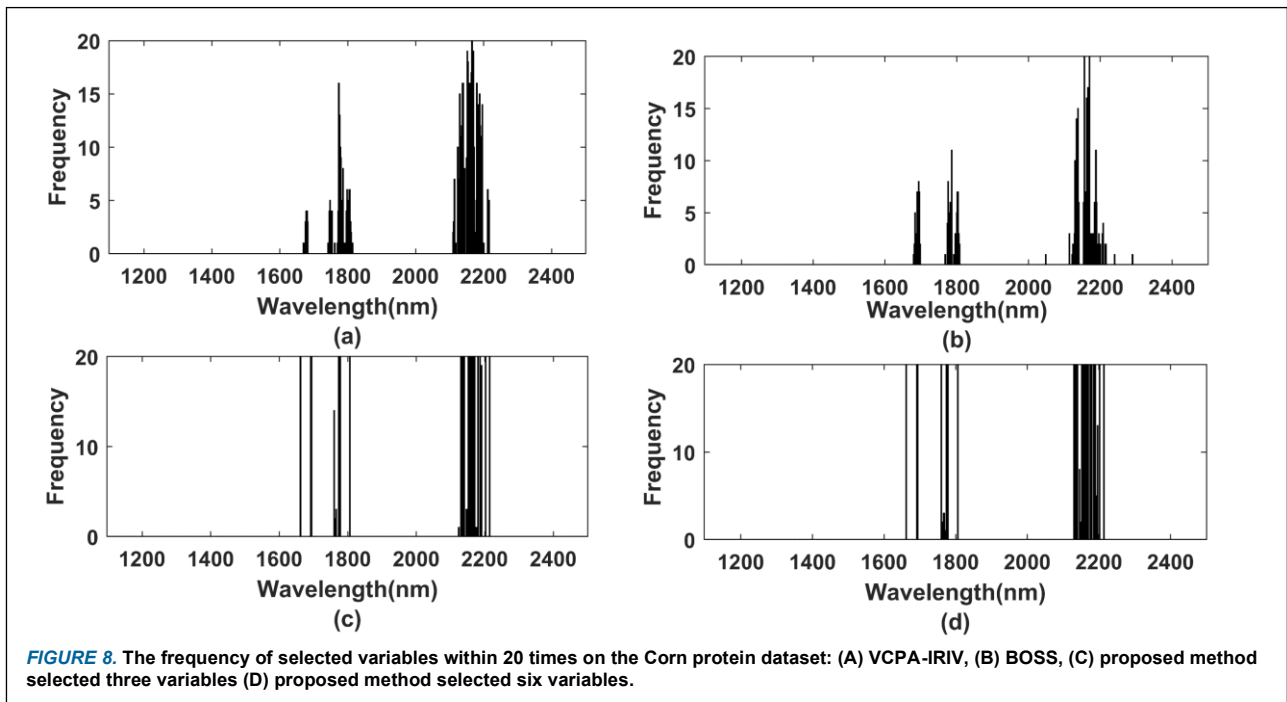 20
15
10
5
0
Frequency
1200 1400 1600 1800 2000 2200 2400
Wavelength(nm)
(a)
20
15
10
5
0
Frequency
1200 1400 1600 1800 2000 2200 2400
Wavelength(nm)
(b)
20
10
0
Frequency
1200 1400 1600 1800 2000 2200 2400
Wavelength(nm)
(c)
20
10
0
Frequency
1200 1400 1600 1800 2000 2200 2400
Wavelength(nm)
(d)
FIGURE 8. The frequency of selected variables within 20 times on the Corn protein dataset: (A) VCPA-IRIV, (B) BOSS, (C) proposed method
selected three variables (D) proposed method selected six variables.